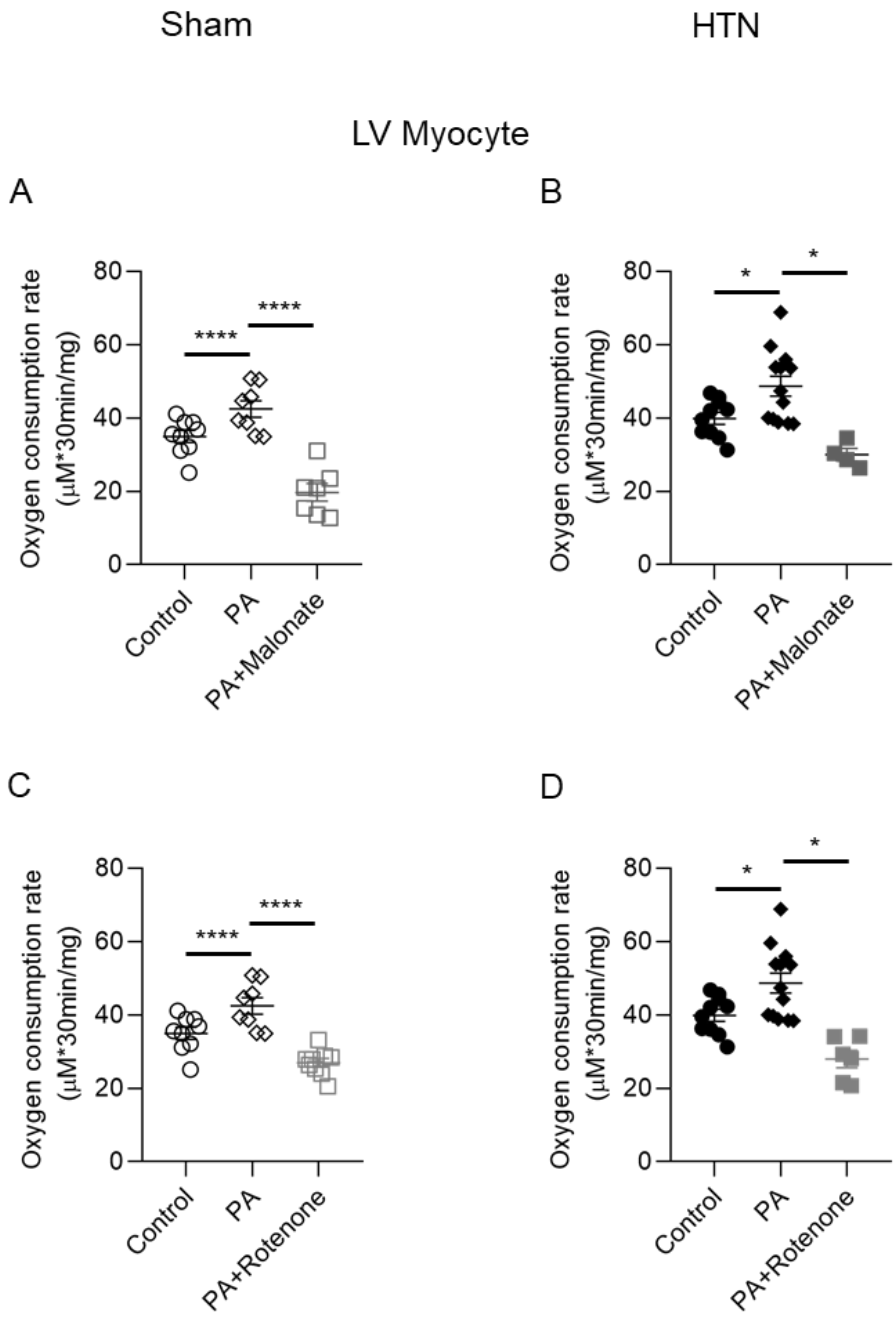 Sham
HTN
LV Myocyte
A
Oxygen consumption rate
(µM*30min/mg)
80
60
40
20
0
****
****
Control
PA
PA+Malonate
B
Oxygen consumption rate
(µM*30min/mg)
80
60
40
20
0
*
*
Control
PA
PA+Malonate
C
Oxygen consumption rate
(µM*30min/mg)
80
60
40
20
0
****
****
Control
PA
PA+Rotenone
D
Oxygen consumption rate
(µM*30min/mg)
80
60
40
20
0
*
*
Control
PA
PA+Rotenone